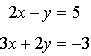 2x − y = 5
3x + 2y = −3